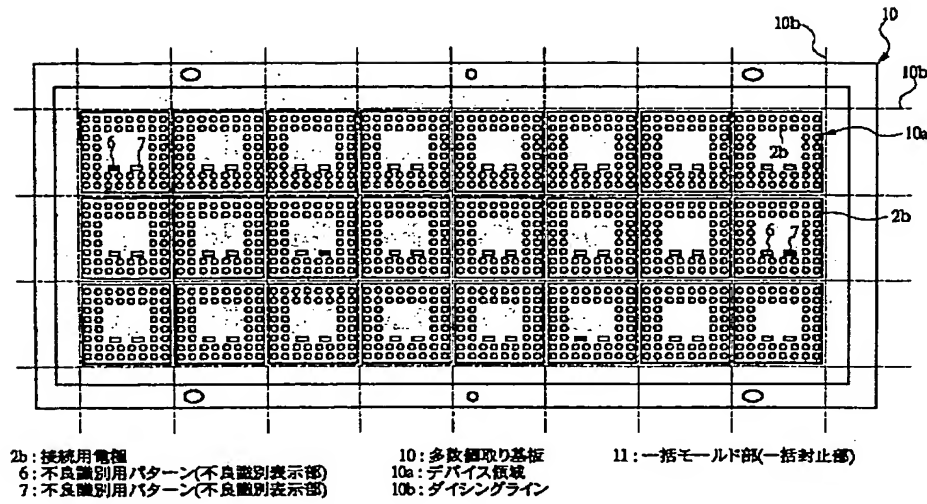 10b
10
10b
10a
2b
6
7
2b
6
7
2b:接続用電極
6:不良識別用パターン(不良識別表示部)
7:不良識別用パターン(不良識別表示部)
10:多数個取り基板
10a:デバイス領域
10b:ダイシングライン
11:一括モールド部(一括封止部)